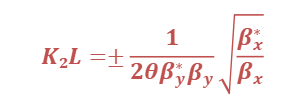 K₂L = ± 1 / (2θβ*_y β_y) √(β*_x / β_x)